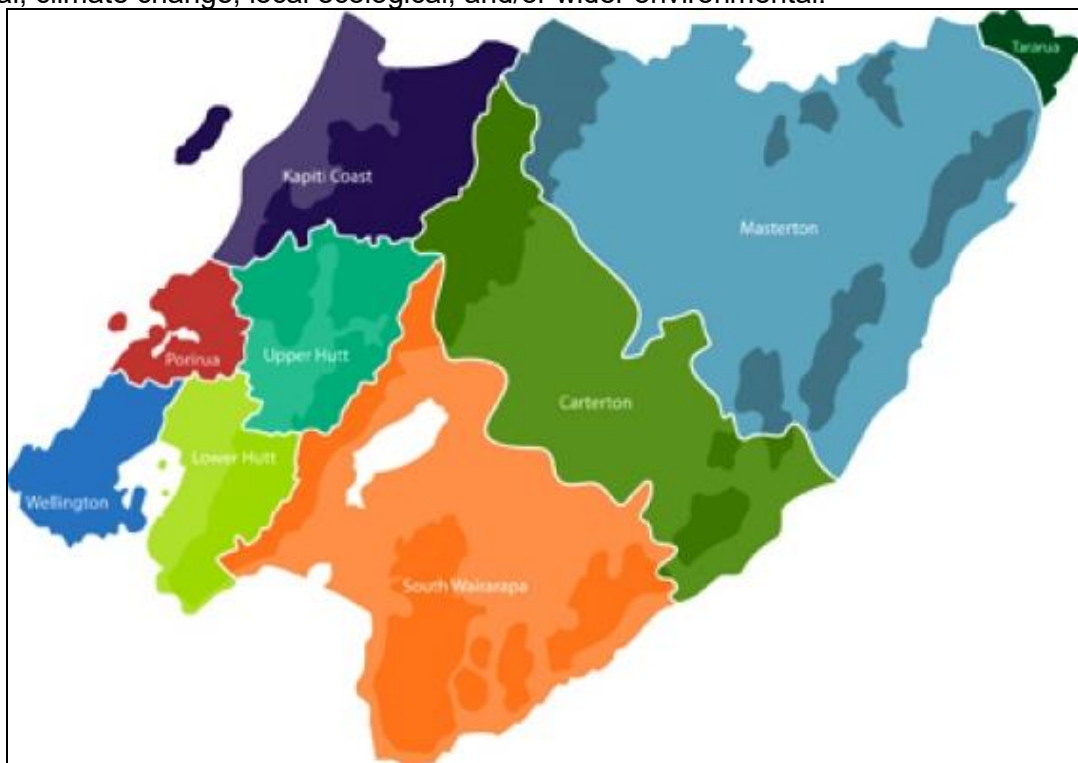 climate change, local ecological, and/or wider environmental.
Tararua
Kapiti Coast
Masterton
Porirua
Upper Hutt
Carterton
Lower Hutt
Wellington
South Wairarapa